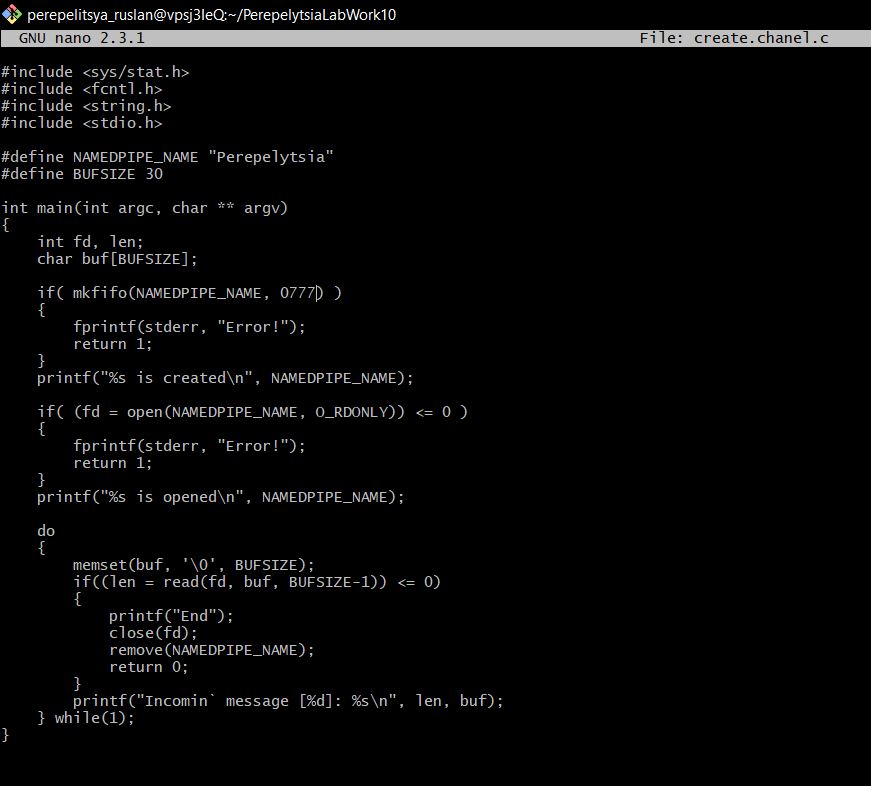 perepelitsya_ruslan@vpsj3IeQ:~/PerepelytsiaLabWork10
GNU nano 2.3.1 File: create.chanel.c
#include <sys/stat.h>
#include <fcntl.h>
#include <string.h>
#include <stdio.h>
#define NAMEDPIPE_NAME "Perepelytsia"
#define BUFSIZE 30
int main(int argc, char ** argv)
{
    int fd, len;
    char buf[BUFSIZE];
    if( mkfifo(NAMEDPIPE_NAME, 0777) )
    {
        fprintf(stderr, "Error!");
        return 1;
    }
    printf("%s is created\n", NAMEDPIPE_NAME);
    if( (fd = open(NAMEDPIPE_NAME, O_RDONLY)) <= 0 )
    {
        fprintf(stderr, "Error!");
        return 1;
    }
    printf("%s is opened\n", NAMEDPIPE_NAME);
    do
    {
        memset(buf, '\0', BUFSIZE);
        if((len = read(fd, buf, BUFSIZE-1)) <= 0)
        {
            printf("End");
            close(fd);
            remove(NAMEDPIPE_NAME);
            return 0;
        }
        printf("Incomin` message [%d]: %s\n", len, buf);
    } while(1);
}